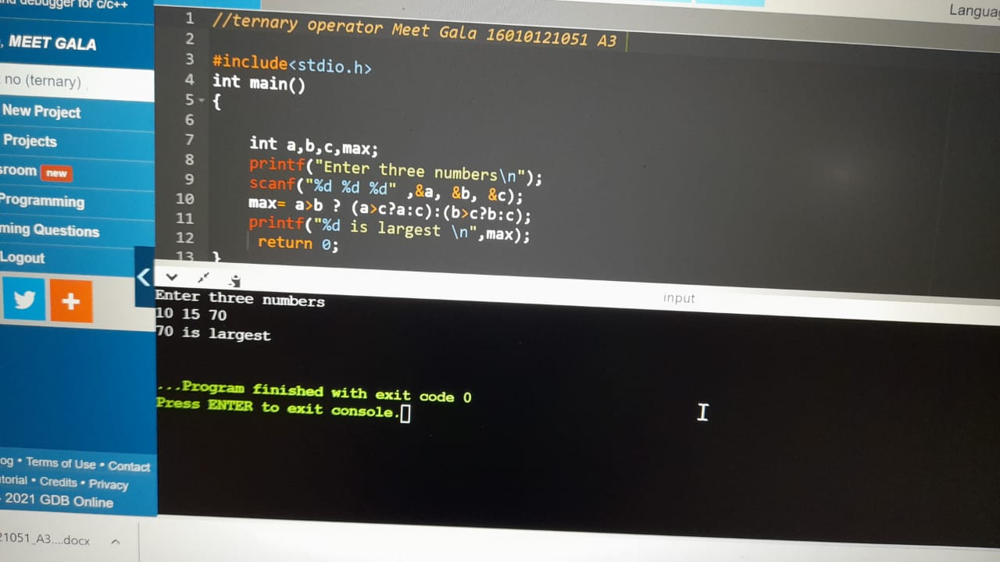 debugger for c/c++
, MEET GALA
no (ternary)
New Project
Projects
sroom new
Programming
ming Questions
Logout
og • Terms of Use • Contact
torial • Credits • Privacy
- 2021 GDB Online
21051_A3....docx
1 //ternary operator Meet Gala 16010121051 A3
2
3 #include<stdio.h>
4 int main()
5 {
6
7 int a,b,c,max;
8 printf("Enter three numbers\n");
9 scanf("%d %d %d" ,&a, &b, &c);
10 max= a>b ? (a>c?a:c):(b>c?b:c);
11 printf("%d is largest \n",max);
12 return 0;
13 }
input
Enter three numbers
10 15 70
70 is largest
...Program finished with exit code 0
Press ENTER to exit console.